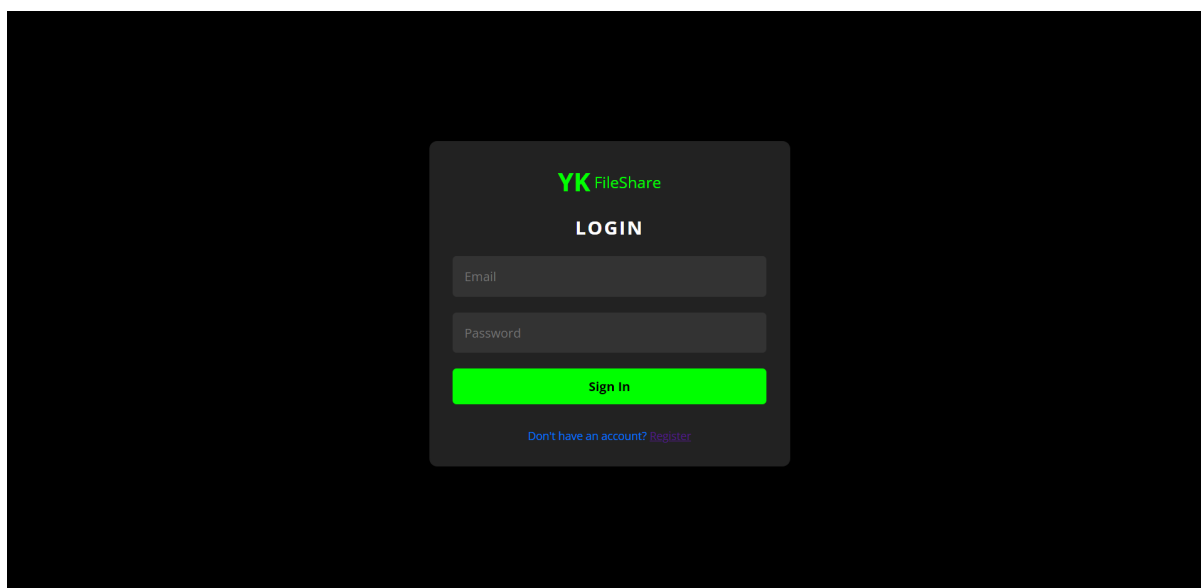 YK FileShare
LOGIN
Email
Password
Sign In
Don't have an account? Register